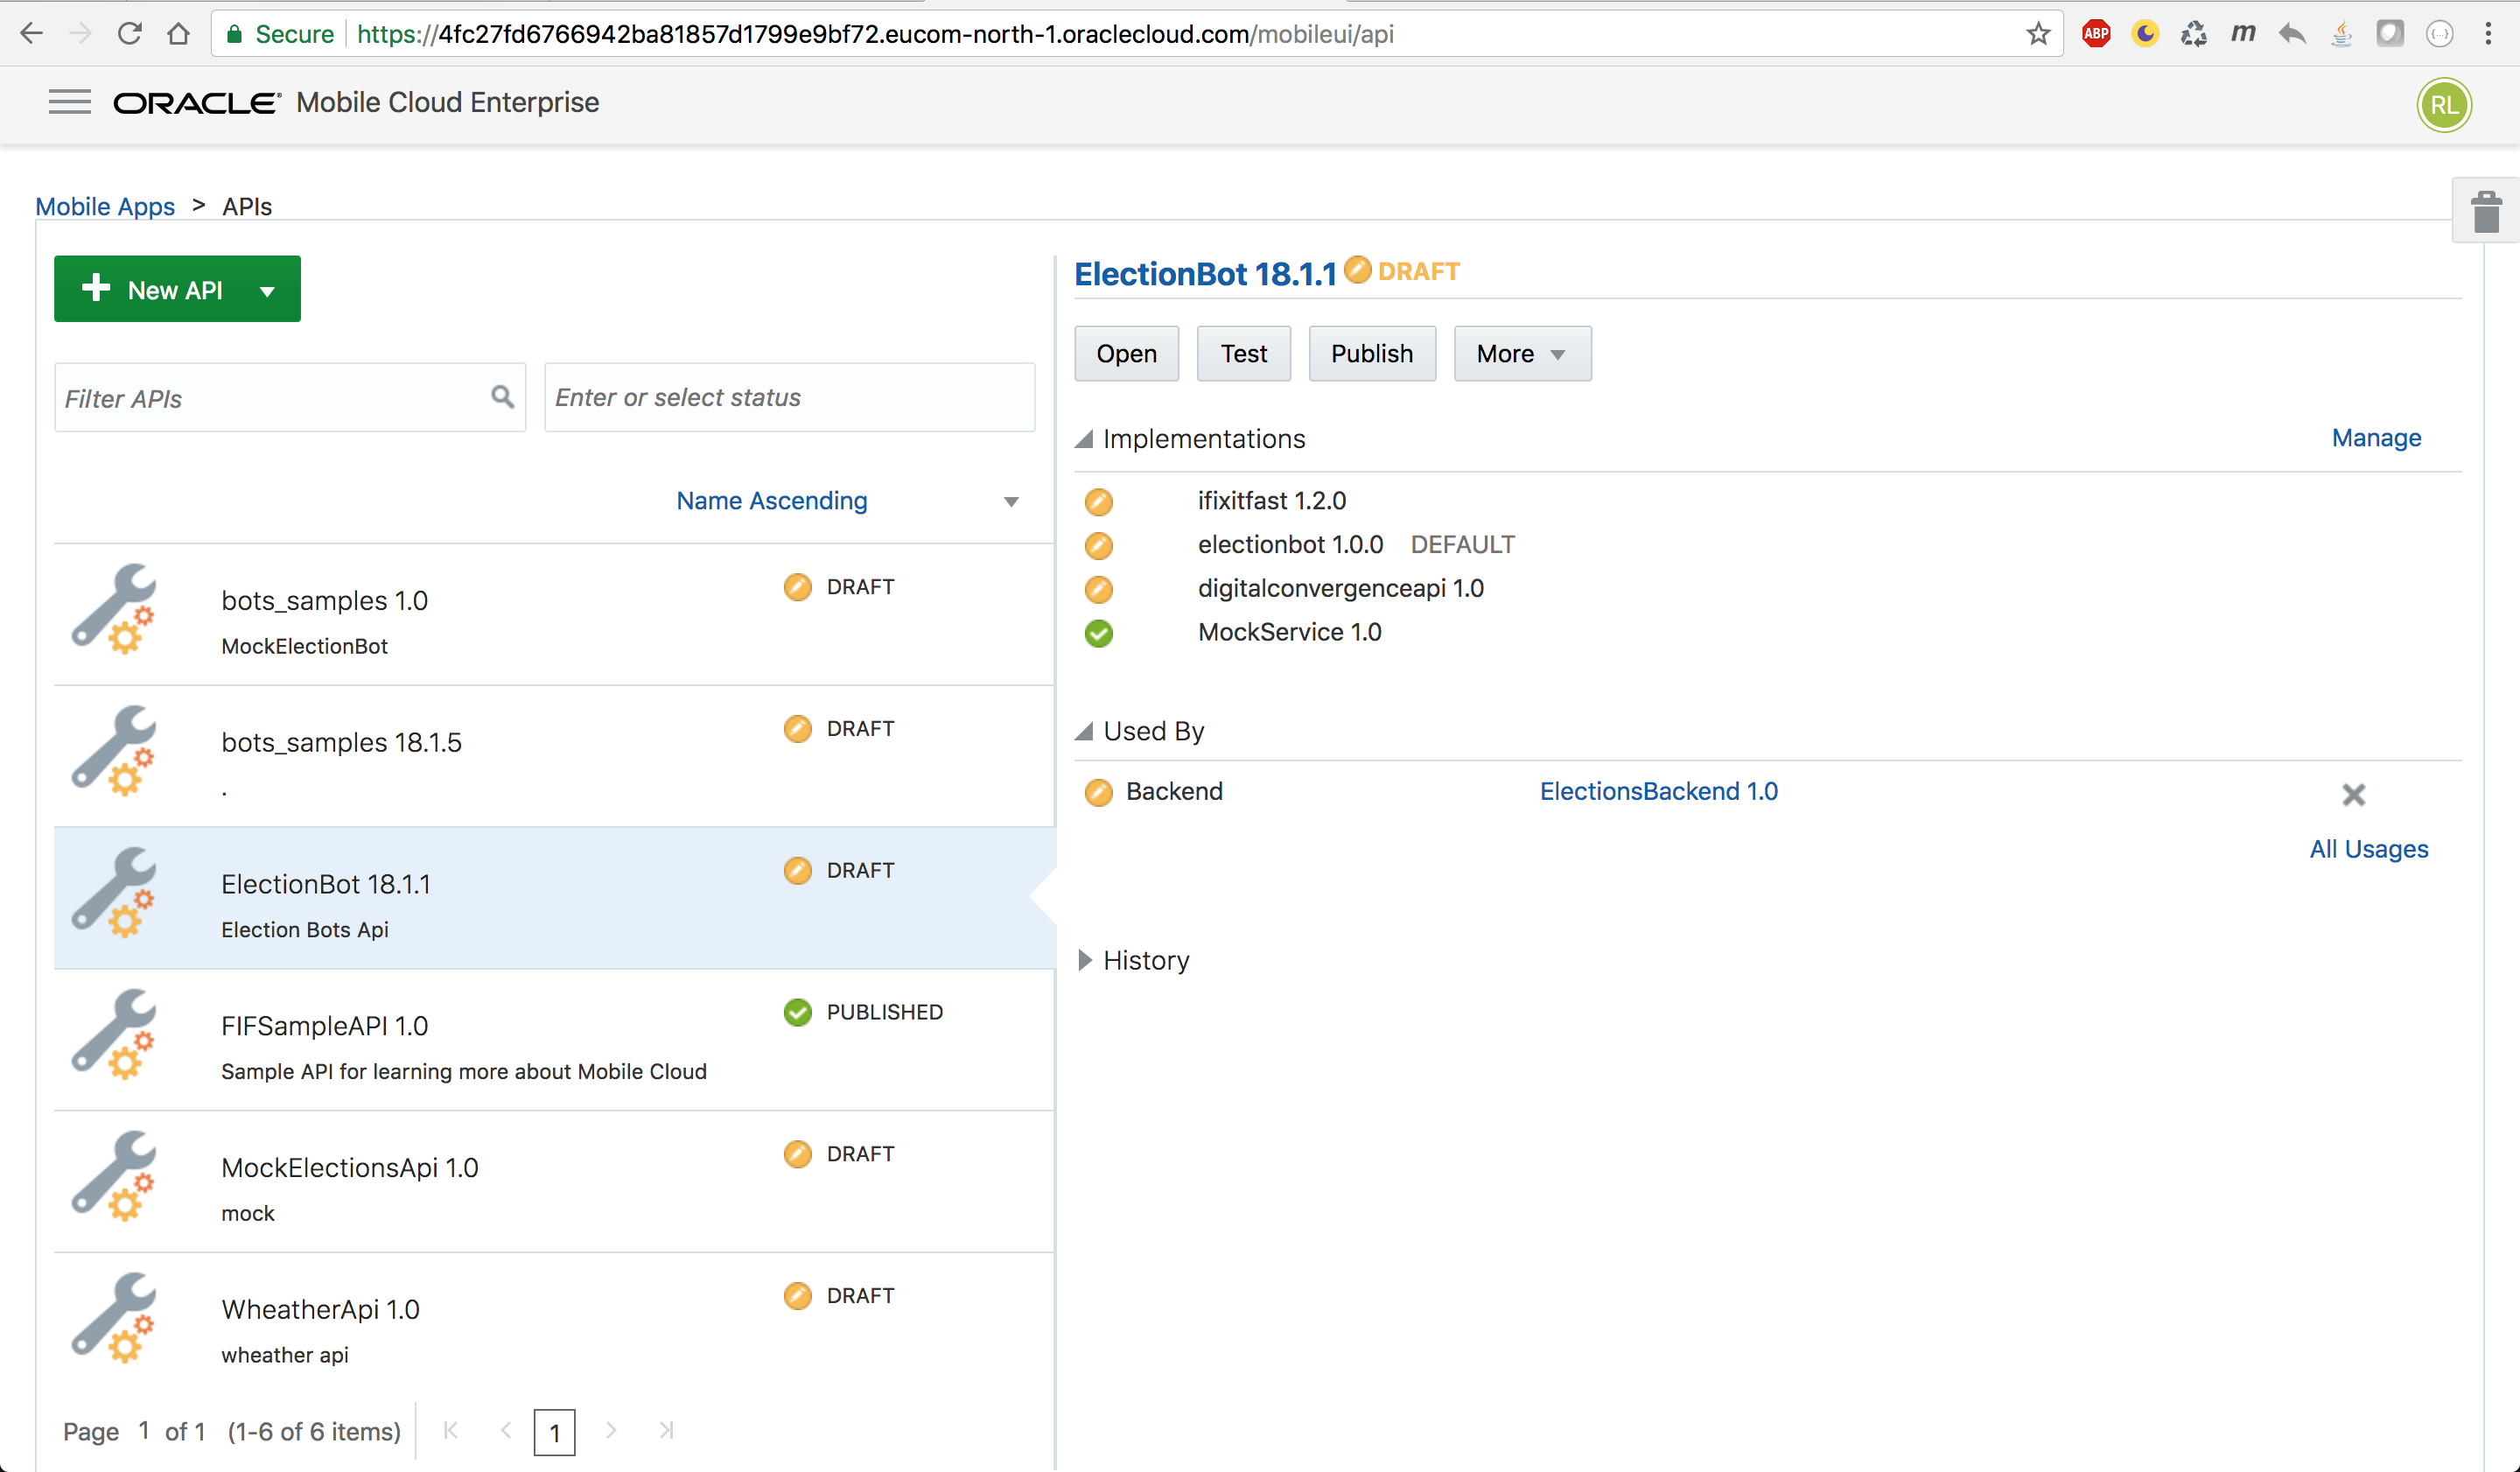 Secure https://4fc27fd6766942ba81857d1799e9bf72.eucom-north-1.oraclecloud.com/mobileui/api
ABP
m
{...}
ORACLE® Mobile Cloud Enterprise
RL
Mobile Apps > APIs
New API
Filter APIs
Enter or select status
Name Ascending
bots_samples 1.0
DRAFT
MockElectionBot
bots_samples 18.1.5
DRAFT
.
ElectionBot 18.1.1
DRAFT
Election Bots Api
FIFSampleAPI 1.0
PUBLISHED
Sample API for learning more about Mobile Cloud
MockElectionsApi 1.0
DRAFT
mock
WheatherApi 1.0
DRAFT
wheather api
Page 1 of 1 (1-6 of 6 items)
1
ElectionBot 18.1.1 DRAFT
Open
Test
Publish
More
Implementations
Manage
ifixitfast 1.2.0
electionbot 1.0.0 DEFAULT
digitalconvergenceapi 1.0
MockService 1.0
Used By
Backend
ElectionsBackend 1.0
All Usages
History